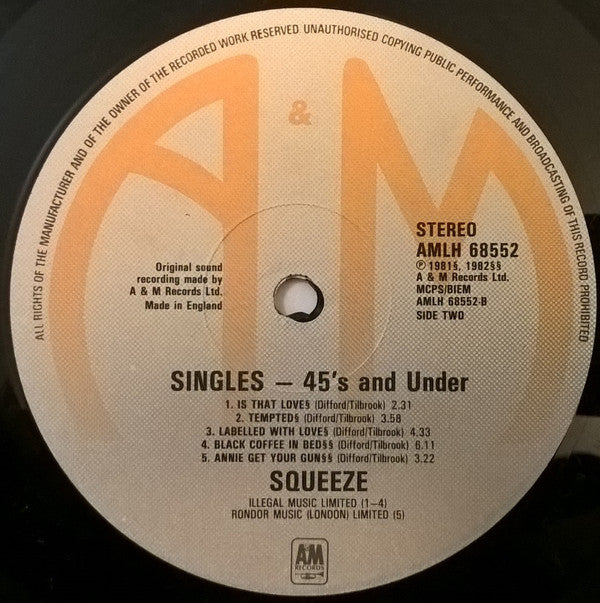 ALL RIGHTS OF THE MANUFACTURER AND OF THE OWNER OF THE RECORDED WORK RESERVED. UNAUTHORISED COPYING PUBLIC PERFORMANCE AND BROADCASTING OF THIS RECORD PROHIBITED
A & M
STEREO
AMLH 68552
℗ 1981§, 1982§§
A & M Records Ltd.
MCPS/BIEM
AMLH 68552-B
SIDE TWO
Original sound
recording made by
A & M Records Ltd.
Made in England
SINGLES – 45's and Under
1. IS THAT LOVE§ (Difford/Tilbrook) 2.31
2. TEMPTED§ (Difford/Tilbrook) 3.58
3. LABELLED WITH LOVE§ (Difford/Tilbrook) 4.33
4. BLACK COFFEE IN BED§§ (Difford/Tilbrook) 6.11
5. ANNIE GET YOUR GUN§§ (Difford/Tilbrook) 3.22
SQUEEZE
ILLEGAL MUSIC LIMITED (1–4)
RONDOR MUSIC (LONDON) LIMITED (5)
AM
RECORDS